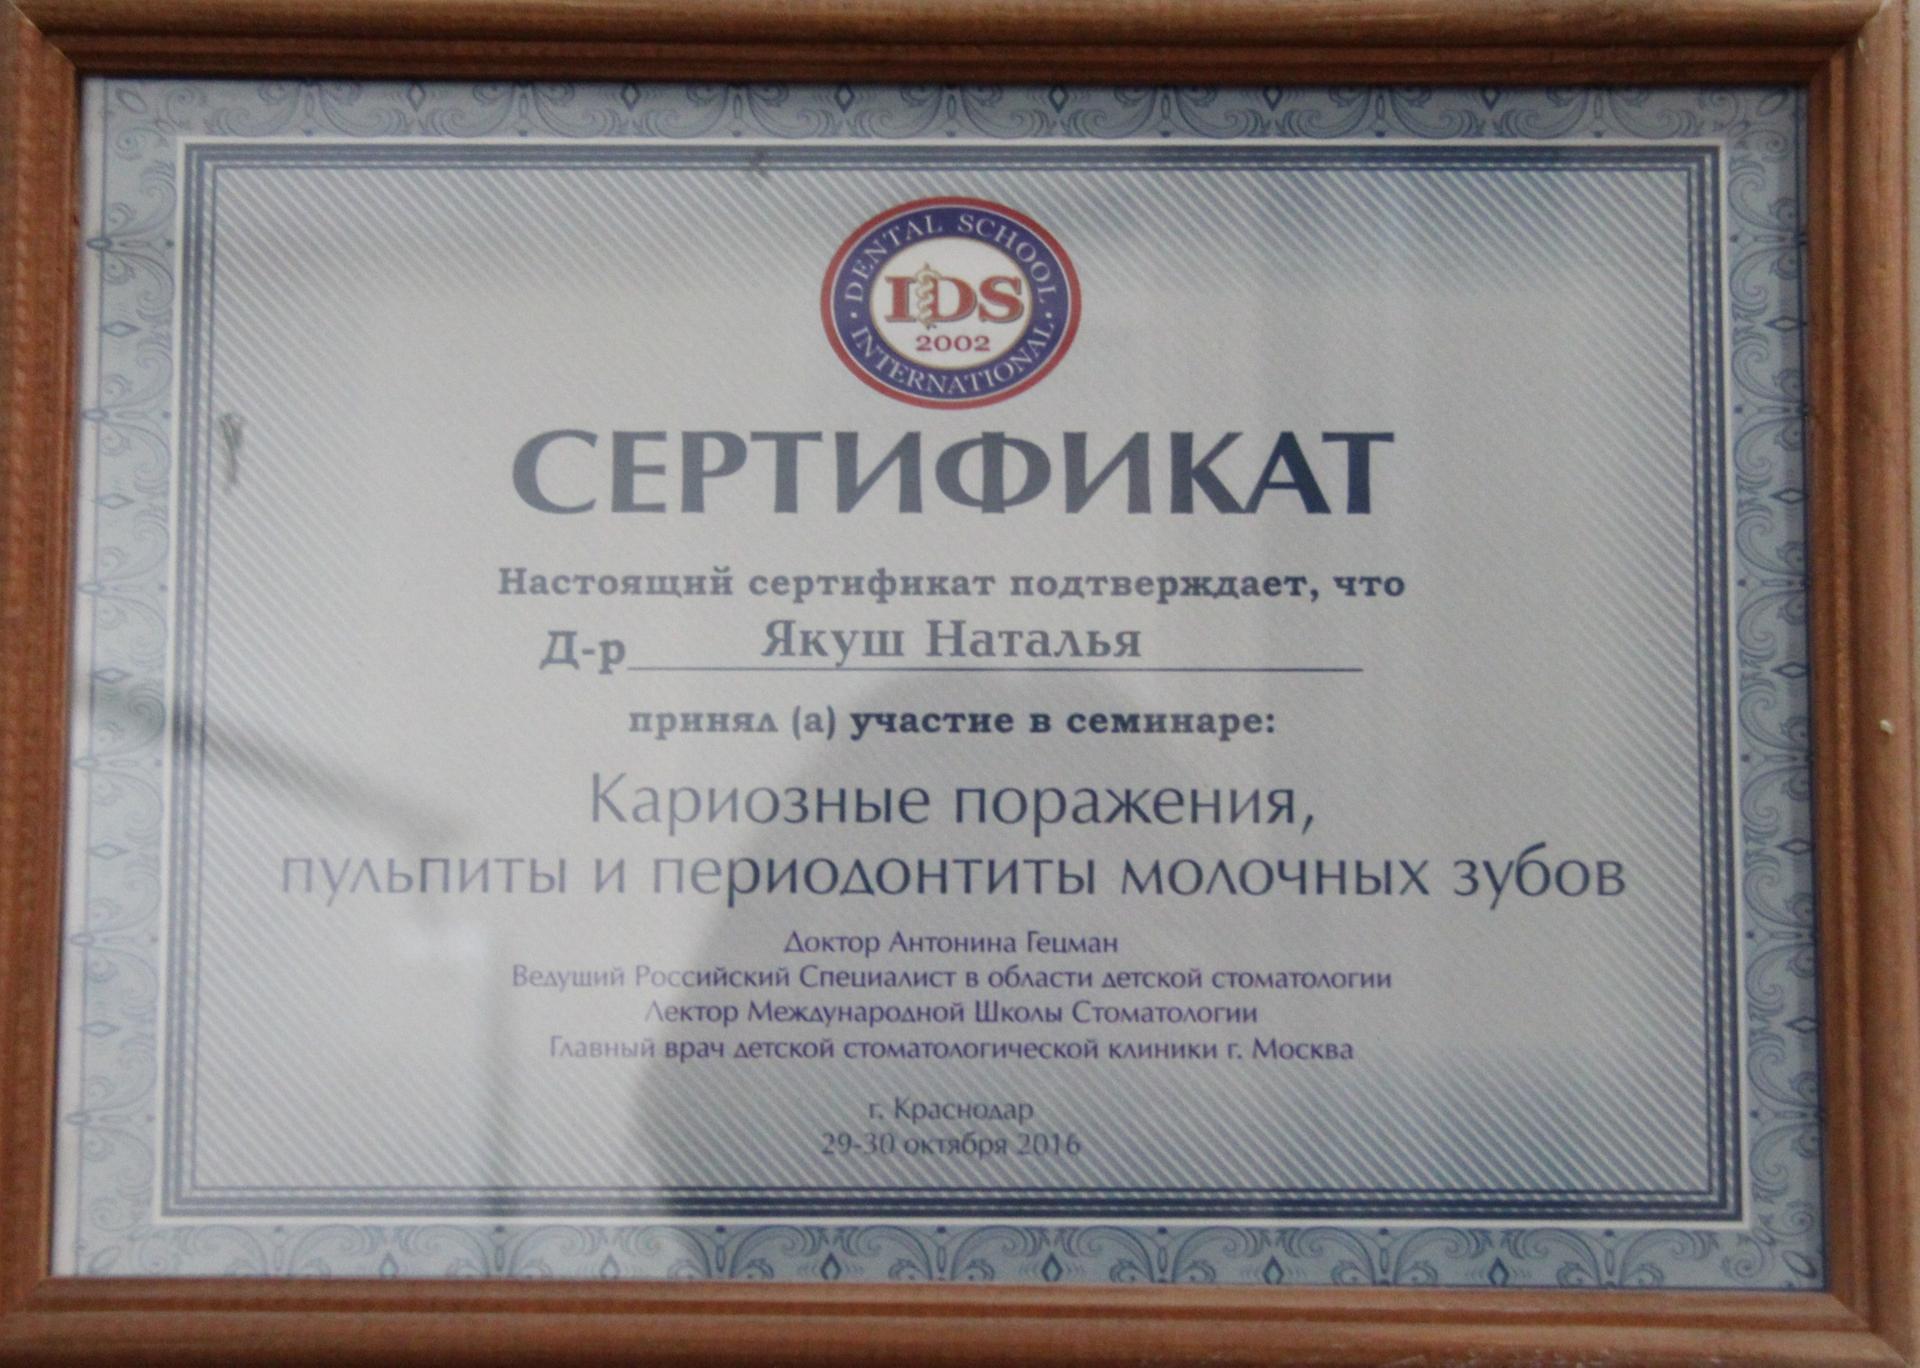 DENTAL SCHOOL
IDS
2002
INTERNATIONAL
СЕРТИФИКАТ
Настоящий сертификат подтверждает, что
Д-р Якуш Наталья
принял (а) участие в семинаре:
Кариозные поражения,
пульпиты и периодонтиты молочных зубов
Доктор Антонина Гецман
Ведуший Российский Специалист в области детской стоматологии
Лектор Международной Школы Стоматологии
Главный врач детской стоматологической клиники г. Москва
г. Краснодар
29-30 октября 2016